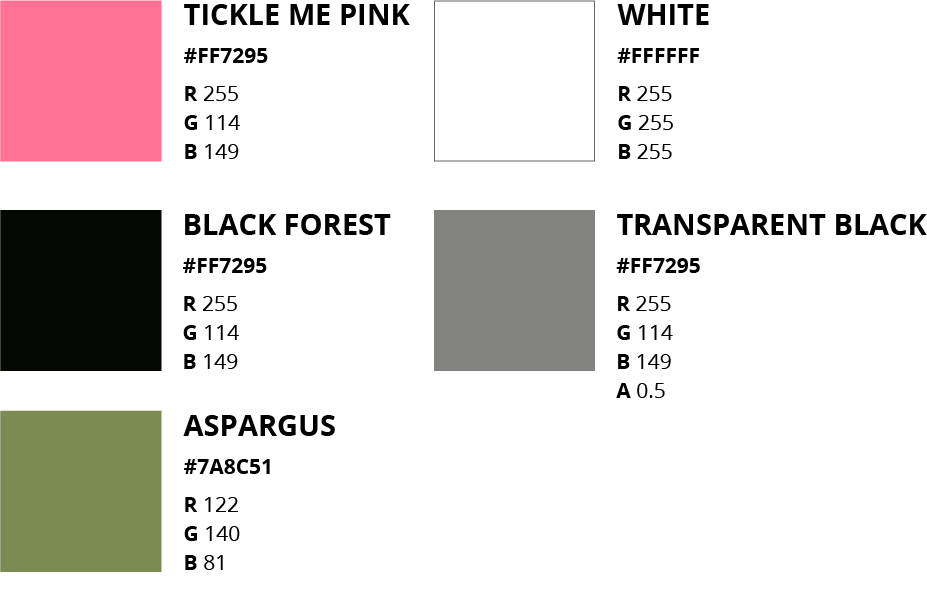 TICKLE ME PINK
#FF7295
R 255
G 114
B 149
WHITE
#FFFFFF
R 255
G 255
B 255
BLACK FOREST
#FF7295
R 255
G 114
B 149
TRANSPARENT BLACK
#FF7295
R 255
G 114
B 149
A 0.5
ASPARGUS
#7A8C51
R 122
G 140
B 81